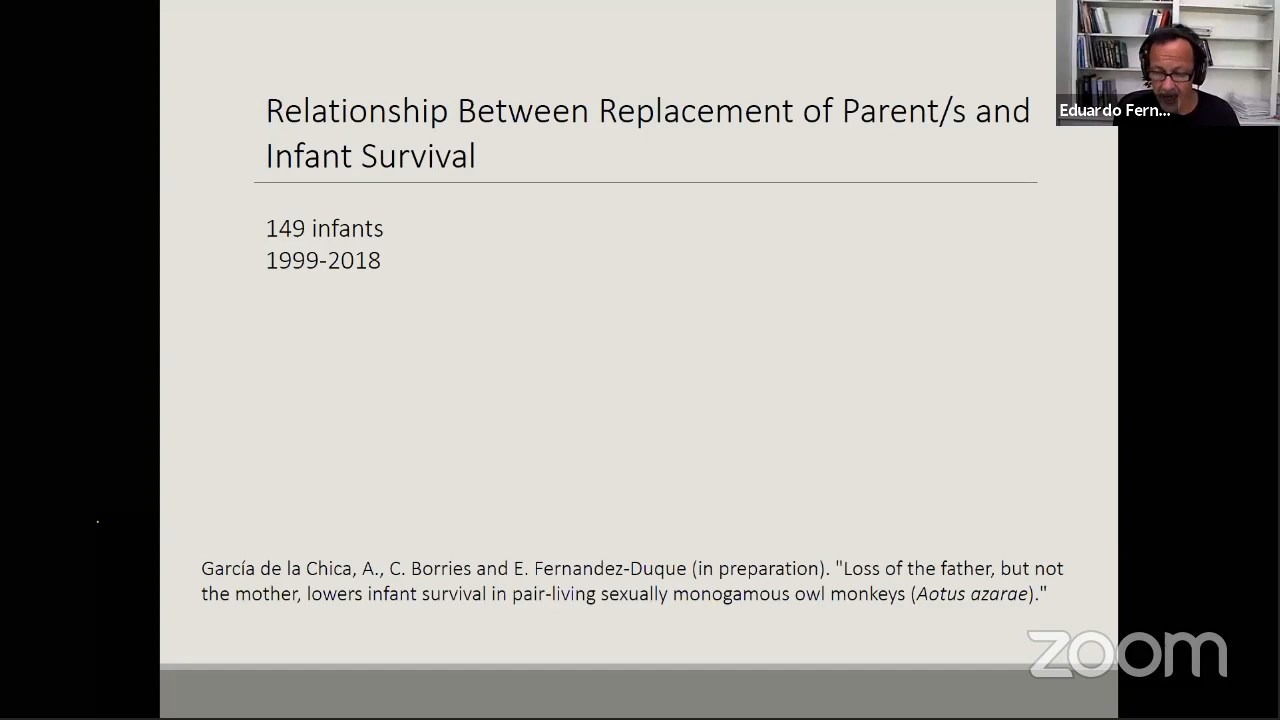 Relationship Between Replacement of Parent/s and
Infant Survival
Eduardo Fern...
149 infants
1999-2018
García de la Chica, A., C. Borries and E. Fernandez-Duque (in preparation). "Loss of the father, but not
the mother, lowers infant survival in pair-living sexually monogamous owl monkeys (Aotus azarae)."
zoom